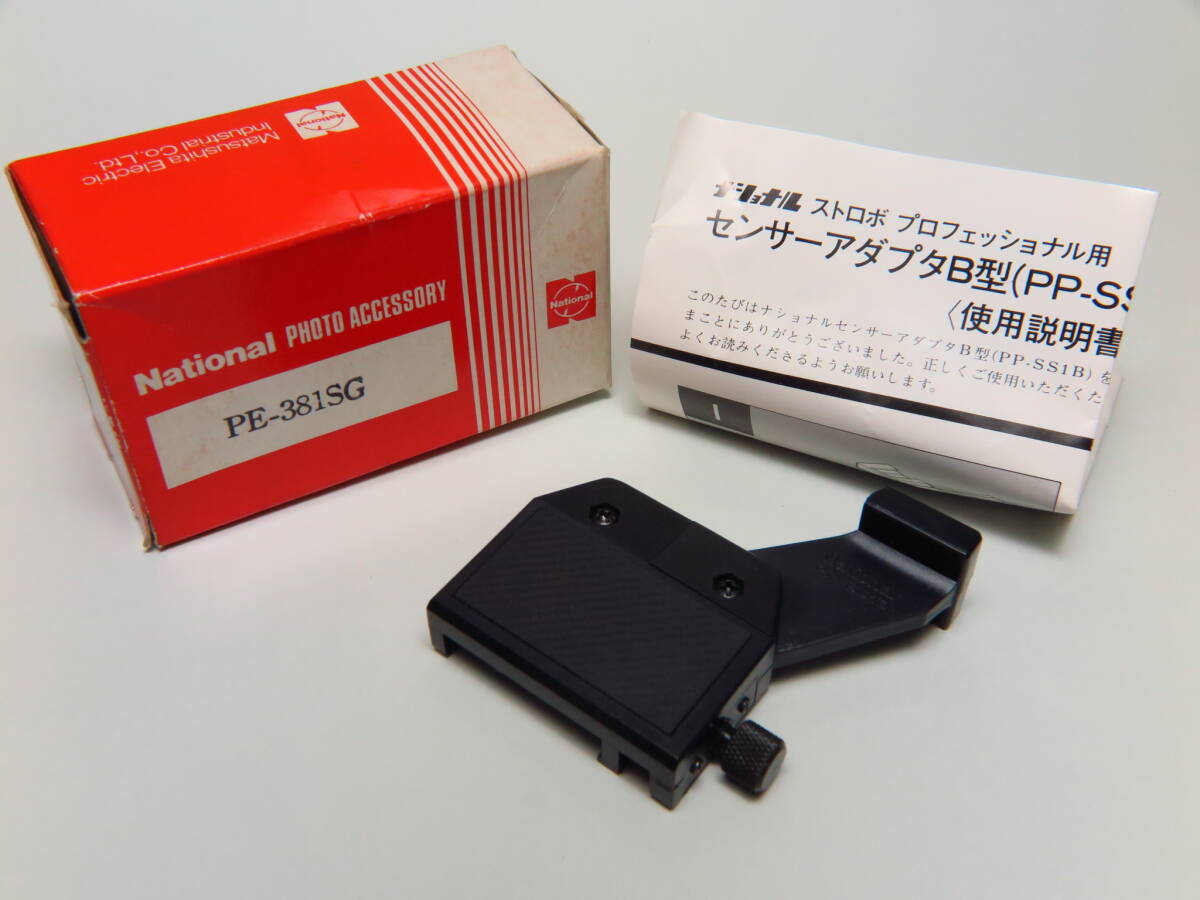 National
Matsushita Electric
Industrial Co.,Ltd.
National PHOTO ACCESSORY
PE-381SG
National
ナショナル ストロボ プロフェッショナル用
センサーアダプタB型(PP-SS
〈使用説明書
このたびはナショナルセンサーアダプタB型(PP-SS1B)を
まことにありがとうございました。正しくご使用いただくた
よくお読みくださるようお願いします。